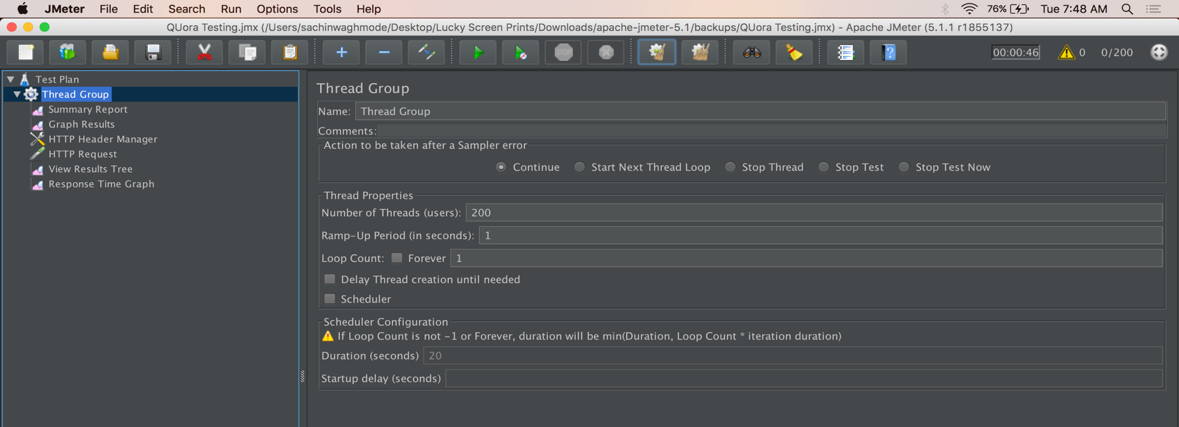 JMeter File Edit Search Run Options Tools Help 76% Tue 7:48 AM
QUora Testing.jmx (/Users/sachinwaghmode/Desktop/Lucky Screen Prints/Downloads/apache-jmeter-5.1/backups/QUora Testing.jmx) - Apache JMeter (5.1.1 r1855137)
00:00:46 0 0/200
Test Plan
Thread Group
Summary Report
Graph Results
HTTP Header Manager
HTTP Request
View Results Tree
Response Time Graph
Thread Group
Name: Thread Group
Comments:
Action to be taken after a Sampler error
Continue Start Next Thread Loop Stop Thread Stop Test Stop Test Now
Thread Properties
Number of Threads (users): 200
Ramp-Up Period (in seconds): 1
Loop Count: Forever 1
Delay Thread creation until needed
Scheduler
Scheduler Configuration
If Loop Count is not -1 or Forever, duration will be min(Duration, Loop Count * iteration duration)
Duration (seconds) 20
Startup delay (seconds)